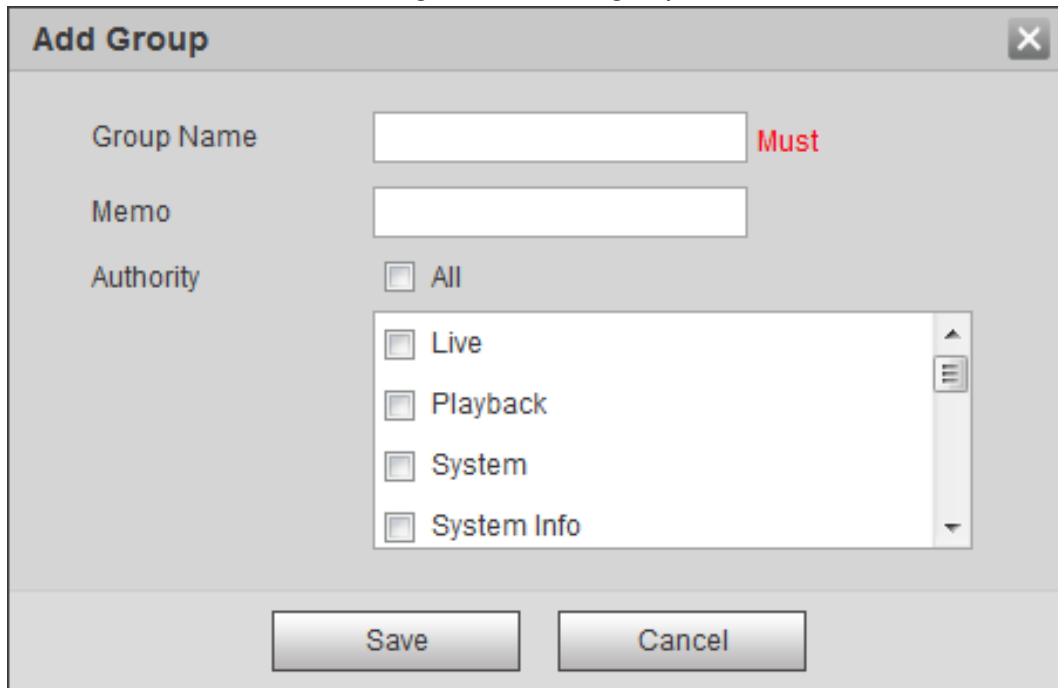 Add Group
Group Name Must
Memo
Authority All
Live
Playback
System
System Info
Save Cancel